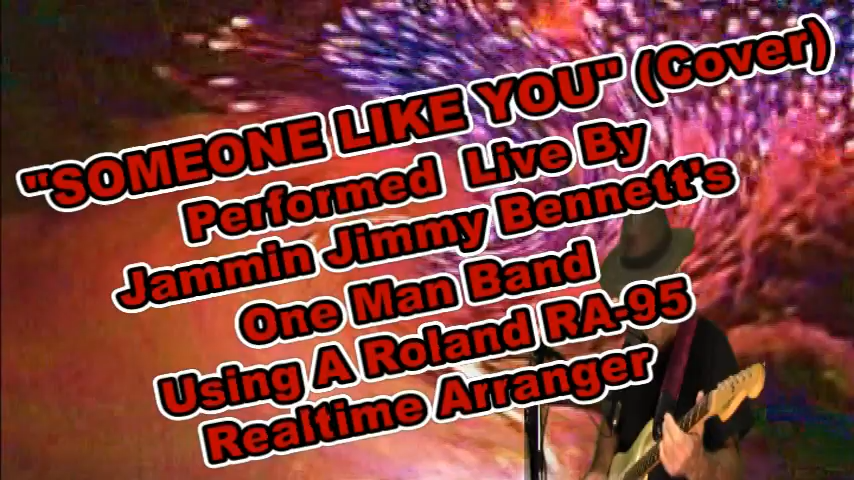 "SOMEONE LIKE YOU" (Cover)
Performed Live By
Jammin Jimmy Bennett's
One Man Band
Using A Roland RA-95
Realtime Arranger